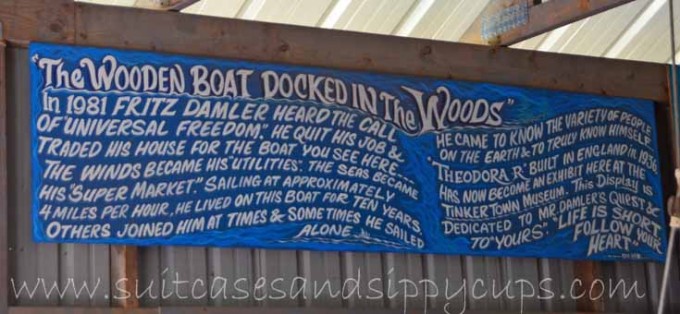 "The WOODEN BOAT DOCKED IN The WOODS"
In 1981 FRITZ DAMLER HEARD THE CALL
OF "UNIVERSAL FREEDOM." HE QUIT HIS JOB &
TRADED HIS HOUSE FOR THE BOAT YOU SEE HERE---
THE WINDS BECAME HIS "UTILITIES". THE SEAS BECAME
HIS "SUPER MARKET." SAILING AT APPROXIMATELY
4 MILES PER HOUR, HE LIVED ON THIS BOAT FOR TEN YEARS
OTHERS JOINED HIM AT TIMES & SOMETIMES HE SAILED
ALONE...
HE CAME TO KNOW THE VARIETY OF PEOPLE
ON THE EARTH & TO TRULY KNOW HIMSELF.
"THEODORA R." BUILT IN ENGLAND IN 1936
HAS NOW BECOME AN EXHIBIT HERE AT THE
TINKERTOWN MUSEUM. This Display is
DEDICATED TO MR. DAMLER'S QUEST &
TO "YOURS". "LIFE IS SHORT
FOLLOW YOUR
HEART"
www.suitcasesandsippycups.com